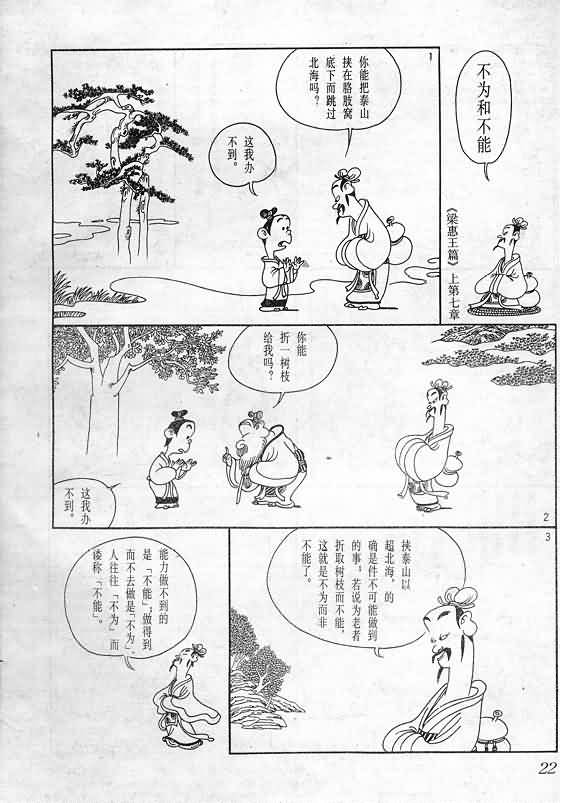 不为和不能
《梁惠王篇》上第七章
1
你能把泰山
挟在胳肢窝
底下而跳过
北海吗？
这我办
不到。
你能
折一树枝
给我吗？
这我办
不到。
2
3
挟泰山以
超北海，的
确是件不可能做到
的事。若说为老者
折取树枝而不能，
这就是不为而非
不能了。
能力做不到的
是「不能」；做得到
而不去做是「不为」。
人往往「不为」而
诿称「不能」。
22